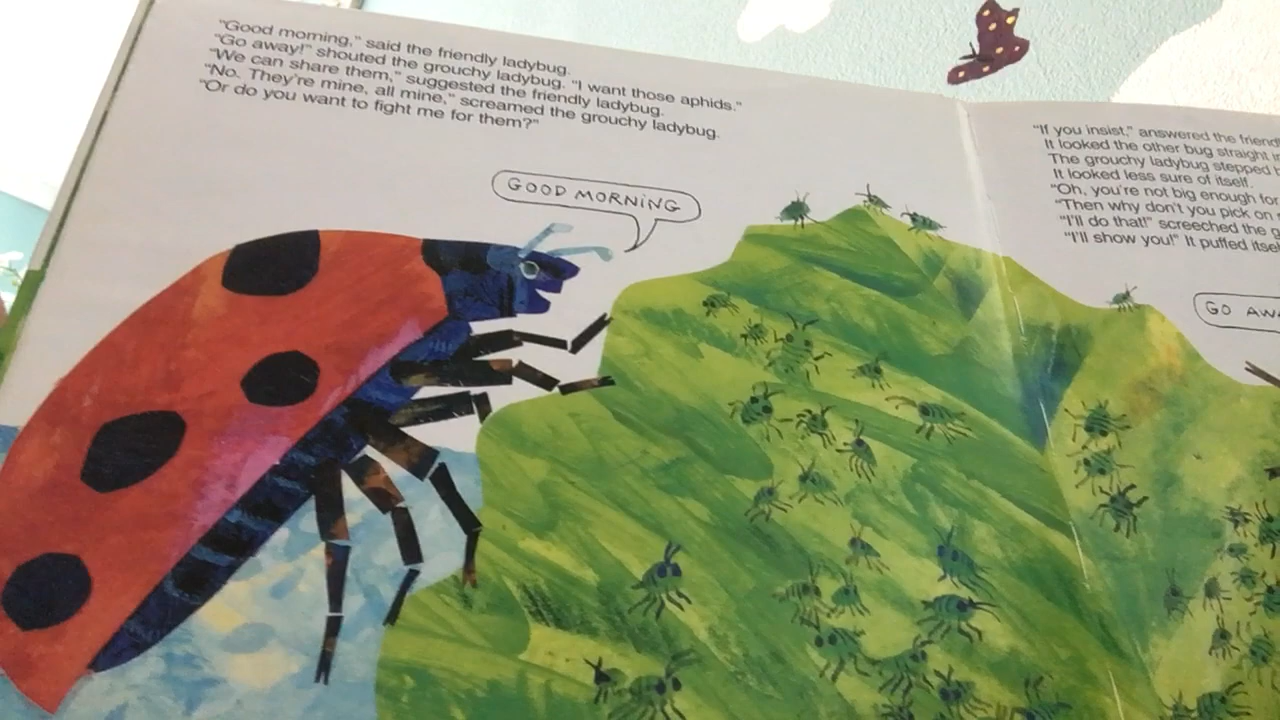 "Good morning," said the friendly ladybug.
"Go away!" shouted the grouchy ladybug. "I want those aphids."
"We can share them," suggested the friendly ladybug.
"No. They're mine, all mine," screamed the grouchy ladybug.
"Or do you want to fight me for them?"
GOOD MORNING
"If you insist," answered the
It looked the other bug straight
The grouchy ladybug stepped
It looked less sure of itself.
"Oh, you're not big enough for
"Then why don't you pick on
"I'll do that!" screeched the
"I'll show you!" It puffed
GO